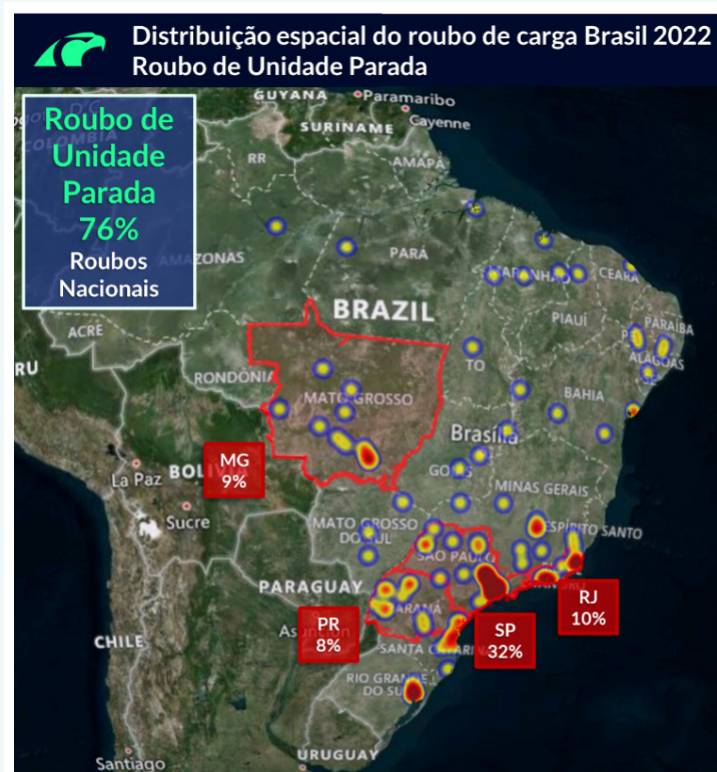 Distribuição espacial do roubo de carga Brasil 2022
Roubo de Unidade Parada
Roubo de
Unidade
Parada
76%
Roubos
Nacionais
GUYANA
Paramaribo
Cayenne
SURINAME
COLOMBIA
RR
AMAPÁ
AMAZONAS
PARÁ
MARANHÃO
CEARÁ
BRAZIL
PIAUÍ
PARAÍBA
ACRE
ALAGOAS
SE
RU
RONDÔNIA
TO
MATO GROSSO
BAHIA
Brasília
MG
9%
La Paz
BOLIVIA
GOIÁS
Sucre
MINAS GERAIS
MATO GROSSO
DO SUL
ESPÍRITO SANTO
SÃO PAULO
PARAGUAY
RJ
10%
PARANÁ
PR
8%
SP
32%
CHILE
SANTA CATARINA
RIO GRANDE
DO SUL
Santiago
URUGUAY